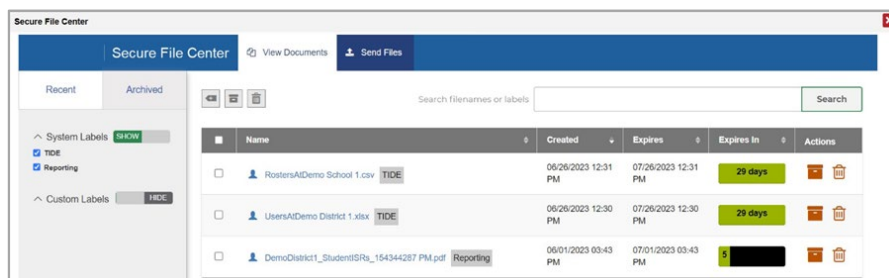 Secure File Center
Secure File Center View Documents Send Files
Recent Archived
Search filenames or labels Search
System Labels SHOW
TIDE
Reporting
Custom Labels HIDE
Name Created Expires Expires In Actions
RostersAtDemo School 1.csv TIDE 06/26/2023 12:31 PM 07/26/2023 12:31 PM 29 days
UsersAtDemo District 1.xlsx TIDE 06/26/2023 12:30 PM 07/26/2023 12:30 PM 29 days
DemoDistrict1_StudentISRs_154344287 PM.pdf Reporting 06/01/2023 03:43 PM 07/01/2023 03:43 PM 5